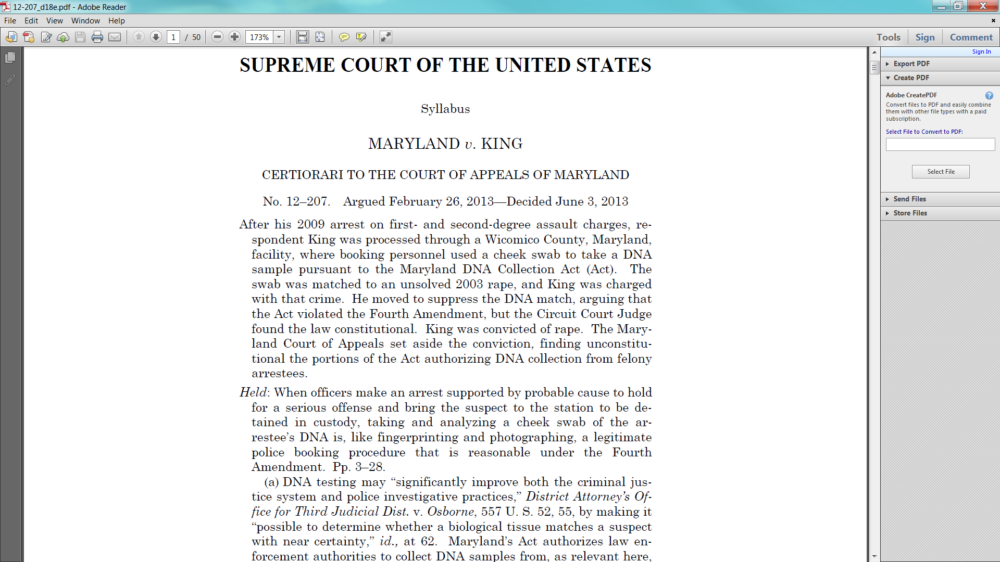 12-207_d18e.pdf - Adobe Reader
File Edit View Window Help
1 / 50 173% Tools Sign Comment
SUPREME COURT OF THE UNITED STATES
Syllabus
MARYLAND v. KING
CERTIORARI TO THE COURT OF APPEALS OF MARYLAND
No. 12–207. Argued February 26, 2013—Decided June 3, 2013
After his 2009 arrest on first- and second-degree assault charges, re-
spondent King was processed through a Wicomico County, Maryland,
facility, where booking personnel used a cheek swab to take a DNA
sample pursuant to the Maryland DNA Collection Act (Act). The
swab was matched to an unsolved 2003 rape, and King was charged
with that crime. He moved to suppress the DNA match, arguing that
the Act violated the Fourth Amendment, but the Circuit Court Judge
found the law constitutional. King was convicted of rape. The Mary-
land Court of Appeals set aside the conviction, finding unconstitu-
tional the portions of the Act authorizing DNA collection from felony
arrestees.
Held: When officers make an arrest supported by probable cause to hold
for a serious offense and bring the suspect to the station to be de-
tained in custody, taking and analyzing a cheek swab of the ar-
restee’s DNA is, like fingerprinting and photographing, a legitimate
police booking procedure that is reasonable under the Fourth
Amendment. Pp. 3–28.
(a) DNA testing may “significantly improve both the criminal jus-
tice system and police investigative practices,” District Attorney’s Of-
fice for Third Judicial Dist. v. Osborne, 557 U. S. 52, 55, by making it
“possible to determine whether a biological tissue matches a suspect
with near certainty,” id., at 62. Maryland’s Act authorizes law en-
forcement authorities to collect DNA samples from, as relevant here,
Sign In
Export PDF
Create PDF
Adobe CreatePDF
Convert files to PDF and easily combine
them with other file types with a paid
subscription.
Select File to Convert to PDF:
Select File
Send Files
Store Files